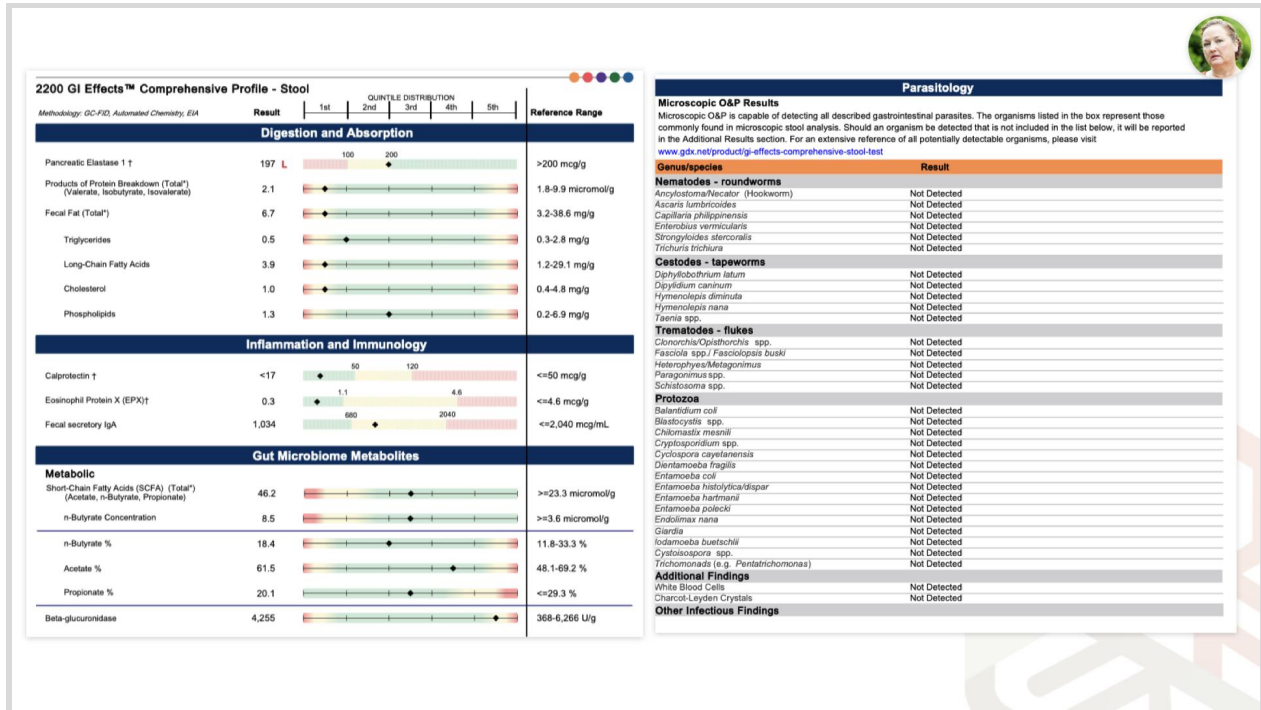 2200 GI Effects™ Comprehensive Profile - Stool
QUINTILE DISTRIBUTION
Methodology: GC-FID, Automated Chemistry, EIA
Result
1st 2nd 3rd 4th 5th
Reference Range
Digestion and Absorption
100 200
Pancreatic Elastase 1 † 197 L >200 mcg/g
Products of Protein Breakdown (Total*)
(Valerate, Isobutyrate, Isovalerate) 2.1 1.8-9.9 micromol/g
Fecal Fat (Total*) 6.7 3.2-38.6 mg/g
Triglycerides 0.5 0.3-2.8 mg/g
Long-Chain Fatty Acids 3.9 1.2-29.1 mg/g
Cholesterol 1.0 0.4-4.8 mg/g
Phospholipids 1.3 0.2-6.9 mg/g
Inflammation and Immunology
50 120
Calprotectin † <17 <=50 mcg/g
1.1 4.6
Eosinophil Protein X (EPX)† 0.3 <=4.6 mcg/g
680 2040
Fecal secretory IgA 1,034 <=2,040 mcg/mL
Gut Microbiome Metabolites
Metabolic
Short-Chain Fatty Acids (SCFA) (Total*)
(Acetate, n-Butyrate, Propionate) 46.2 >=23.3 micromol/g
n-Butyrate Concentration 8.5 >=3.6 micromol/g
n-Butyrate % 18.4 11.8-33.3 %
Acetate % 61.5 48.1-69.2 %
Propionate % 20.1 <=29.3 %
Beta-glucuronidase 4,255 368-6,266 U/g
Parasitology
Microscopic O&P Results
Microscopic O&P is capable of detecting all described gastrointestinal parasites. The organisms listed in the box represent those
commonly found in microscopic stool analysis. Should an organism be detected that is not included in the list below, it will be reported
in the Additional Results section. For an extensive reference of all potentially detectable organisms, please visit
www.gdx.net/product/gi-effects-comprehensive-stool-test
Genus/species Result
Nematodes - roundworms
Ancylostoma/Necator (Hookworm) Not Detected
Ascaris lumbricoides Not Detected
Capillaria philippinensis Not Detected
Enterobius vermicularis Not Detected
Strongyloides stercoralis Not Detected
Trichuris trichiura Not Detected
Cestodes - tapeworms
Diphyllobothrium latum Not Detected
Dipylidium caninum Not Detected
Hymenolepis diminuta Not Detected
Hymenolepis nana Not Detected
Taenia spp. Not Detected
Trematodes - flukes
Clonorchis/Opisthorchis spp. Not Detected
Fasciola spp./ Fasciolopsis buski Not Detected
Heterophyes/Metagonimus Not Detected
Paragonimus spp. Not Detected
Schistosoma spp. Not Detected
Protozoa
Balantidium coli Not Detected
Blastocystis spp. Not Detected
Chilomastix mesnili Not Detected
Cryptosporidium spp. Not Detected
Cyclospora cayetanensis Not Detected
Dientamoeba fragilis Not Detected
Entamoeba coli Not Detected
Entamoeba histolytica/dispar Not Detected
Entamoeba hartmanii Not Detected
Entamoeba polecki Not Detected
Endolimax nana Not Detected
Giardia Not Detected
Iodamoeba buetschlii Not Detected
Cystoisospora spp. Not Detected
Trichomonads (e.g. Pentatrichomonas) Not Detected
Additional Findings
White Blood Cells Not Detected
Charcot-Leyden Crystals Not Detected
Other Infectious Findings